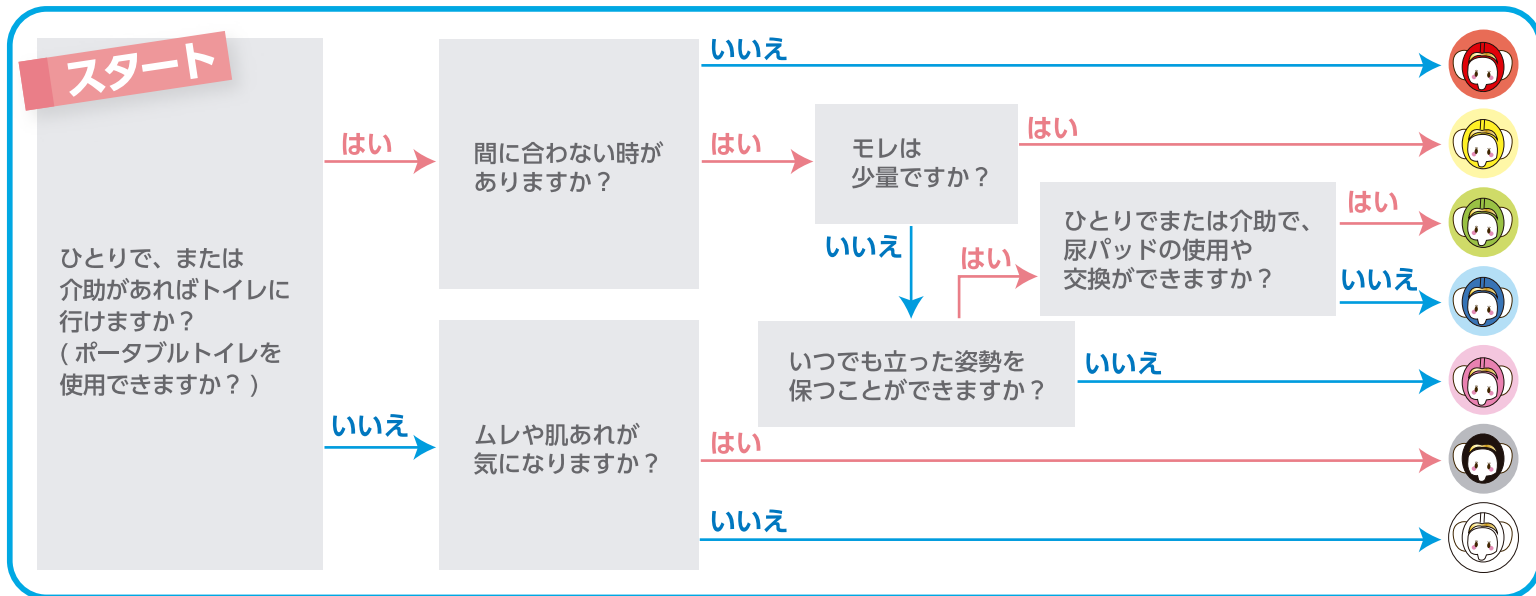 スタート
ひとりで、または
介助があればトイレに
行けますか？
( ポータブルトイレを
使用できますか？ )
はい
いいえ
間に合わない時が
ありますか？
いいえ
はい
モレは
少量ですか？
はい
いいえ
いつでも立った姿勢を
保つことができますか？
はい
いいえ
ひとりでまたは介助で、
尿パッドの使用や
交換ができますか？
はい
いいえ
ムレや肌あれが
気になりますか？
はい
いいえ